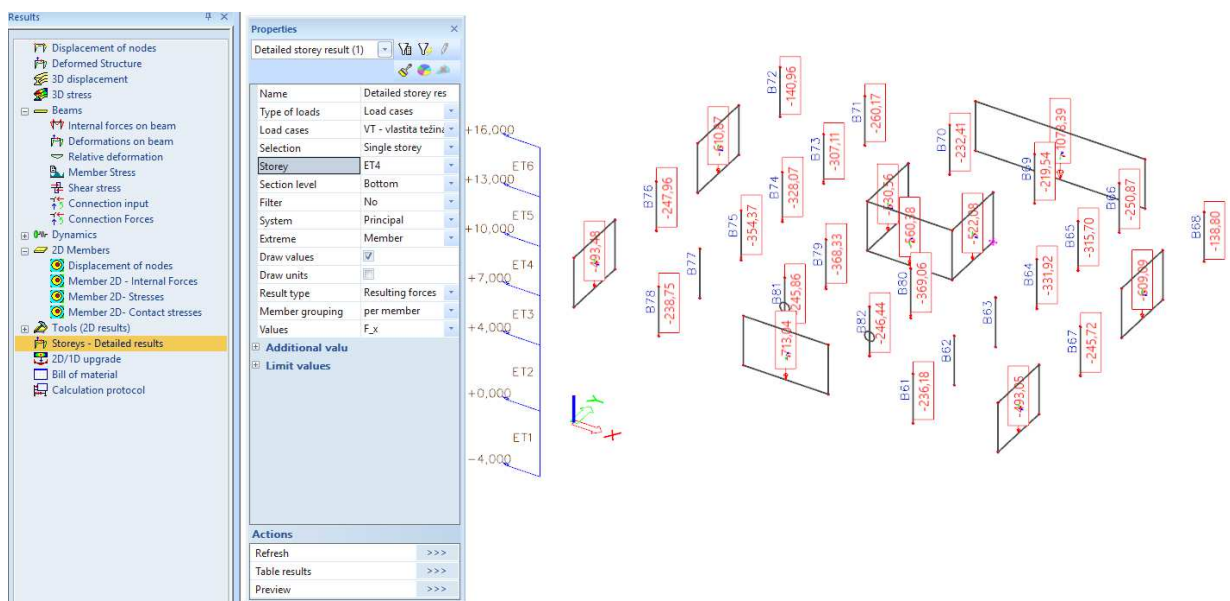 Results
Displacement of nodes
Deformed Structure
3D displacement
3D stress
Beams
Internal forces on beam
Deformations on beam
Relative deformation
Member Stress
Shear stress
Connection input
Connection Forces
Dynamics
2D Members
Displacement of nodes
Member 2D - Internal Forces
Member 2D- Stresses
Member 2D- Contact stresses
Tools (2D results)
Storeys - Detailed results
2D/1D upgrade
Bill of material
Calculation protocol
Properties
Detailed storey result (1)
Name Detailed storey res
Type of loads Load cases
Load cases VT - vlastita težina
Selection Single storey
Storey ET4
Section level Bottom
Filter No
System Principal
Extreme Member
Draw values
Draw units
Result type Resulting forces
Member grouping per member
Values F_x
Additional valu
Limit values
Actions
Refresh >>>
Table results >>>
Preview >>>
+16,000
ET6
+13,000
ET5
+10,000
ET4
+7,000
ET3
+4,000
ET2
+0,000
ET1
-4,000
X
Y
B72 -140,96
B71 -260,17
B70 -232,41
-1078,39
-610,87
B73 -307,11
B69 -219,54
B74 -328,07
B66 -250,87
B76 -247,96
B75 -354,37
-560,38
-522,08
B65 -315,70
B68 -138,80
-493,48
B77
B79 -368,33
B80 -369,06
B64 -331,92
-609,09
B78 -238,75
B81 -245,86
B82 -246,44
B63
-713,04
B62
B67 -245,72
B61 -236,18
-493,05